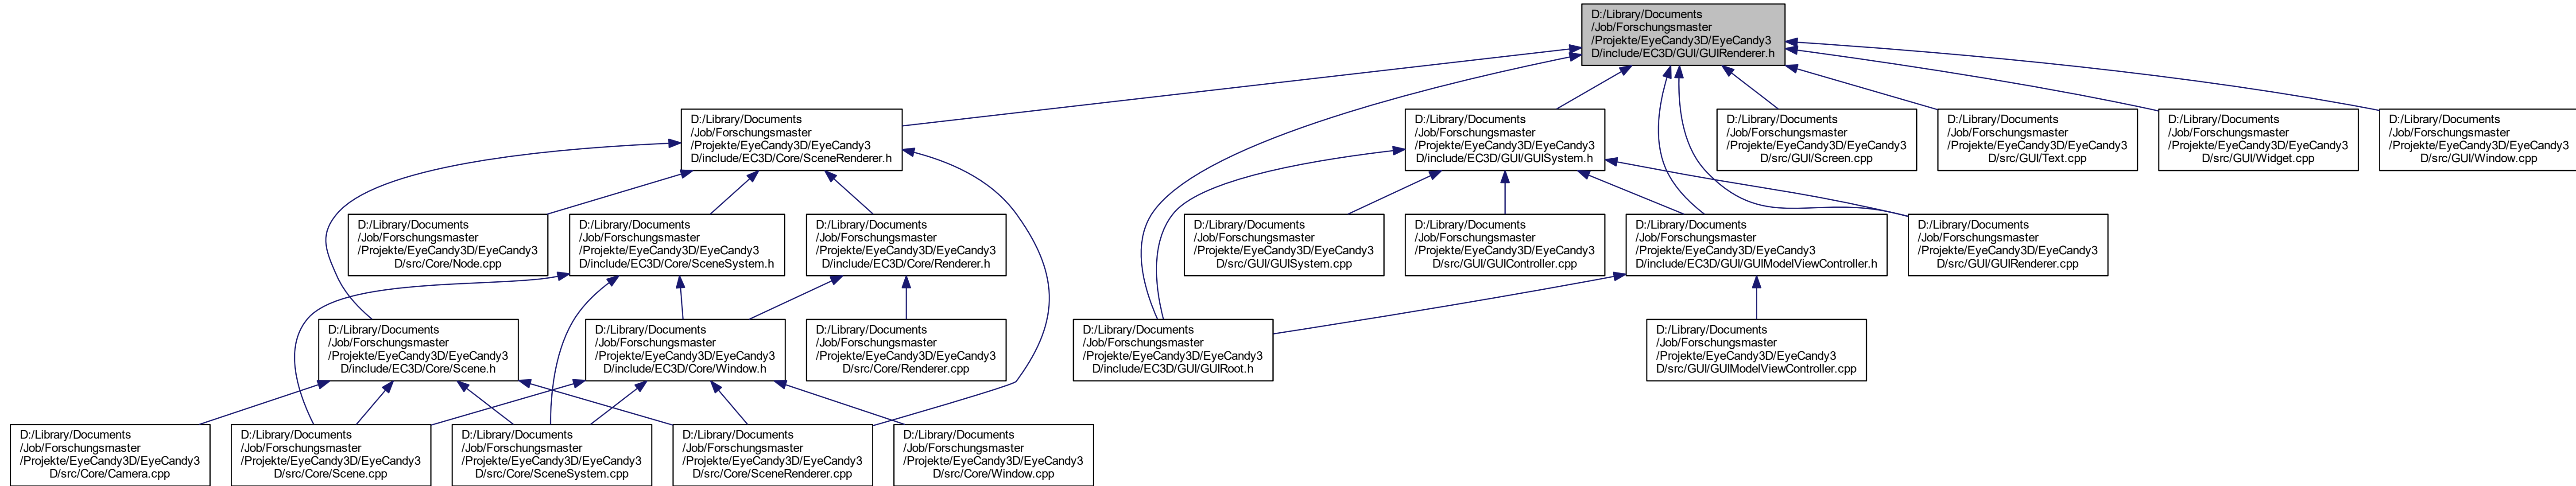 D:/Library/Documents
/Job/Forschungsmaster
/Projekte/EyeCandy3D/EyeCandy3
D/include/EC3D/GUI/GUIRenderer.h
D:/Library/Documents
/Job/Forschungsmaster
/Projekte/EyeCandy3D/EyeCandy3
D/include/EC3D/Core/SceneRenderer.h
D:/Library/Documents
/Job/Forschungsmaster
/Projekte/EyeCandy3D/EyeCandy3
D/include/EC3D/GUI/GUISystem.h
D:/Library/Documents
/Job/Forschungsmaster
/Projekte/EyeCandy3D/EyeCandy3
D/src/GUI/Screen.cpp
D:/Library/Documents
/Job/Forschungsmaster
/Projekte/EyeCandy3D/EyeCandy3
D/src/GUI/Text.cpp
D:/Library/Documents
/Job/Forschungsmaster
/Projekte/EyeCandy3D/EyeCandy3
D/src/GUI/Widget.cpp
D:/Library/Documents
/Job/Forschungsmaster
/Projekte/EyeCandy3D/EyeCandy3
D/src/GUI/Window.cpp
D:/Library/Documents
/Job/Forschungsmaster
/Projekte/EyeCandy3D/EyeCandy3
D/src/Core/Node.cpp
D:/Library/Documents
/Job/Forschungsmaster
/Projekte/EyeCandy3D/EyeCandy3
D/include/EC3D/Core/SceneSystem.h
D:/Library/Documents
/Job/Forschungsmaster
/Projekte/EyeCandy3D/EyeCandy3
D/include/EC3D/Core/Renderer.h
D:/Library/Documents
/Job/Forschungsmaster
/Projekte/EyeCandy3D/EyeCandy3
D/src/GUI/GUISystem.cpp
D:/Library/Documents
/Job/Forschungsmaster
/Projekte/EyeCandy3D/EyeCandy3
D/src/GUI/GUIController.cpp
D:/Library/Documents
/Job/Forschungsmaster
/Projekte/EyeCandy3D/EyeCandy3
D/include/EC3D/GUI/GUIModelViewController.h
D:/Library/Documents
/Job/Forschungsmaster
/Projekte/EyeCandy3D/EyeCandy3
D/src/GUI/GUIRenderer.cpp
D:/Library/Documents
/Job/Forschungsmaster
/Projekte/EyeCandy3D/EyeCandy3
D/include/EC3D/Core/Scene.h
D:/Library/Documents
/Job/Forschungsmaster
/Projekte/EyeCandy3D/EyeCandy3
D/include/EC3D/Core/Window.h
D:/Library/Documents
/Job/Forschungsmaster
/Projekte/EyeCandy3D/EyeCandy3
D/src/Core/Renderer.cpp
D:/Library/Documents
/Job/Forschungsmaster
/Projekte/EyeCandy3D/EyeCandy3
D/include/EC3D/GUI/GUIRoot.h
D:/Library/Documents
/Job/Forschungsmaster
/Projekte/EyeCandy3D/EyeCandy3
D/src/GUI/GUIModelViewController.cpp
D:/Library/Documents
/Job/Forschungsmaster
/Projekte/EyeCandy3D/EyeCandy3
D/src/Core/Camera.cpp
D:/Library/Documents
/Job/Forschungsmaster
/Projekte/EyeCandy3D/EyeCandy3
D/src/Core/Scene.cpp
D:/Library/Documents
/Job/Forschungsmaster
/Projekte/EyeCandy3D/EyeCandy3
D/src/Core/SceneSystem.cpp
D:/Library/Documents
/Job/Forschungsmaster
/Projekte/EyeCandy3D/EyeCandy3
D/src/Core/SceneRenderer.cpp
D:/Library/Documents
/Job/Forschungsmaster
/Projekte/EyeCandy3D/EyeCandy3
D/src/Core/Window.cpp